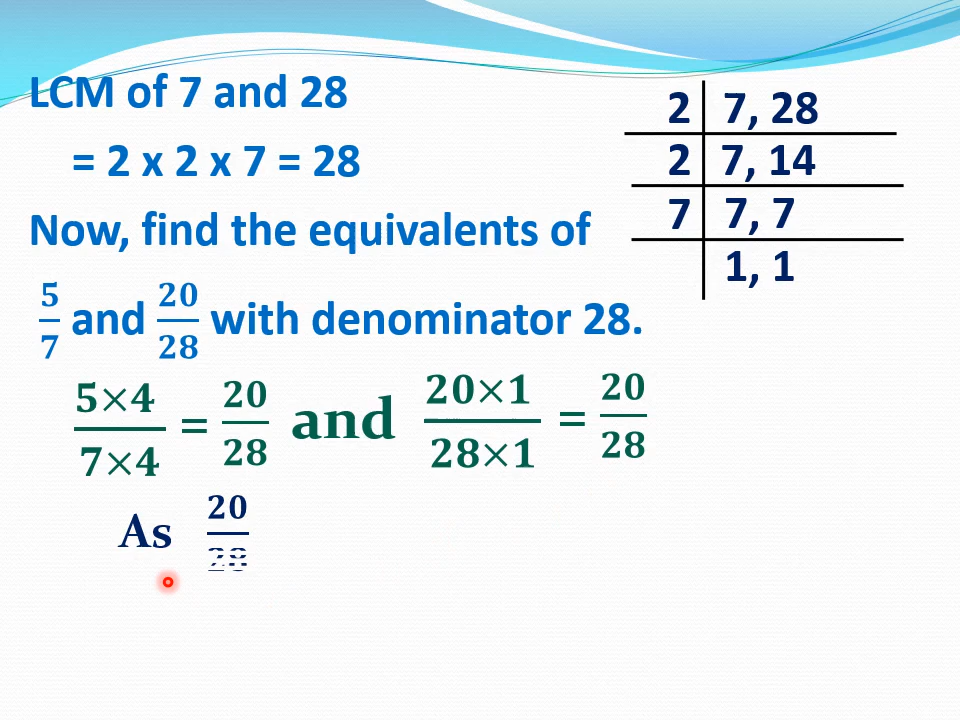 LCM of 7 and 28
= 2 x 2 x 7 = 28
Now, find the equivalents of
5/7 and 20/28 with denominator 28.
5×4/7×4 = 20/28 and 20×1/28×1 = 20/28
As 20/28
2 | 7, 28
2 | 7, 14
7 | 7, 7
1, 1